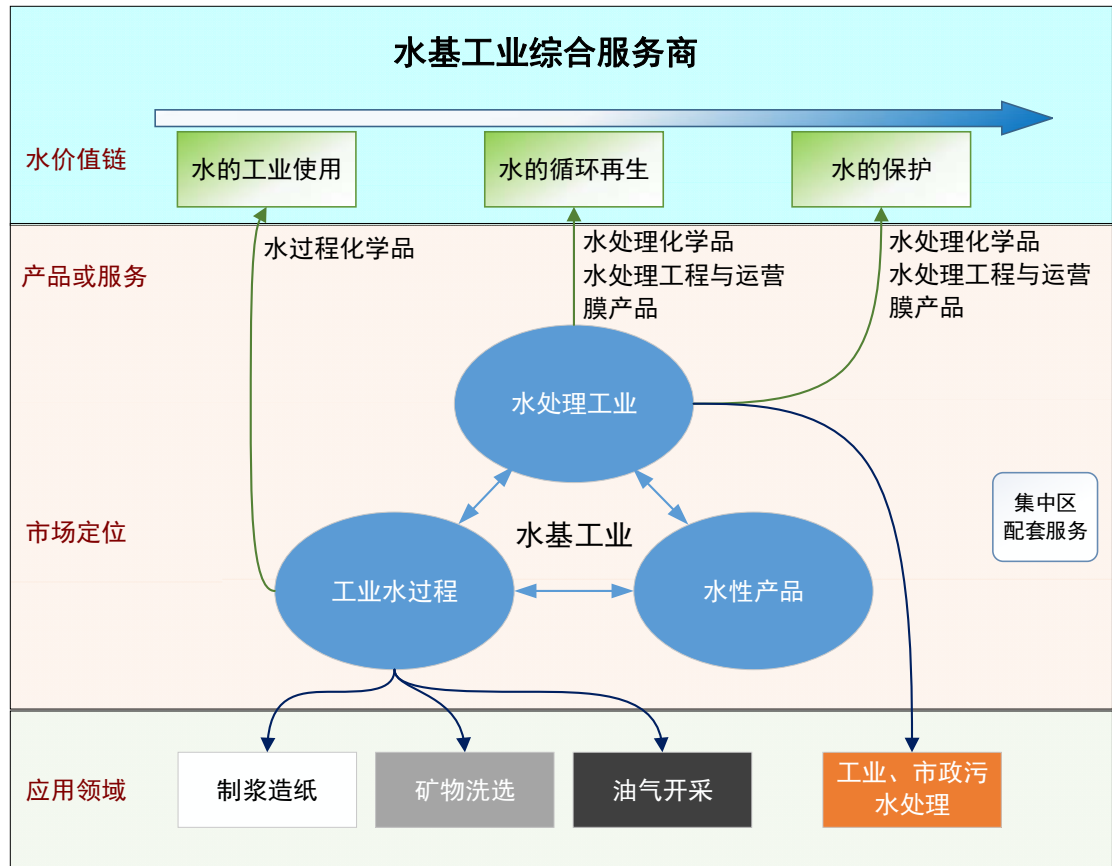 水基工业综合服务商
水价值链
水的工业使用
水的循环再生
水的保护
产品或服务
水过程化学品
水处理化学品
水处理工程与运营
膜产品
水处理化学品
水处理工程与运营
膜产品
水处理工业
市场定位
水基工业
工业水过程
水性产品
集中区
配套服务
应用领域
制浆造纸
矿物洗选
油气开采
工业、市政污
水处理